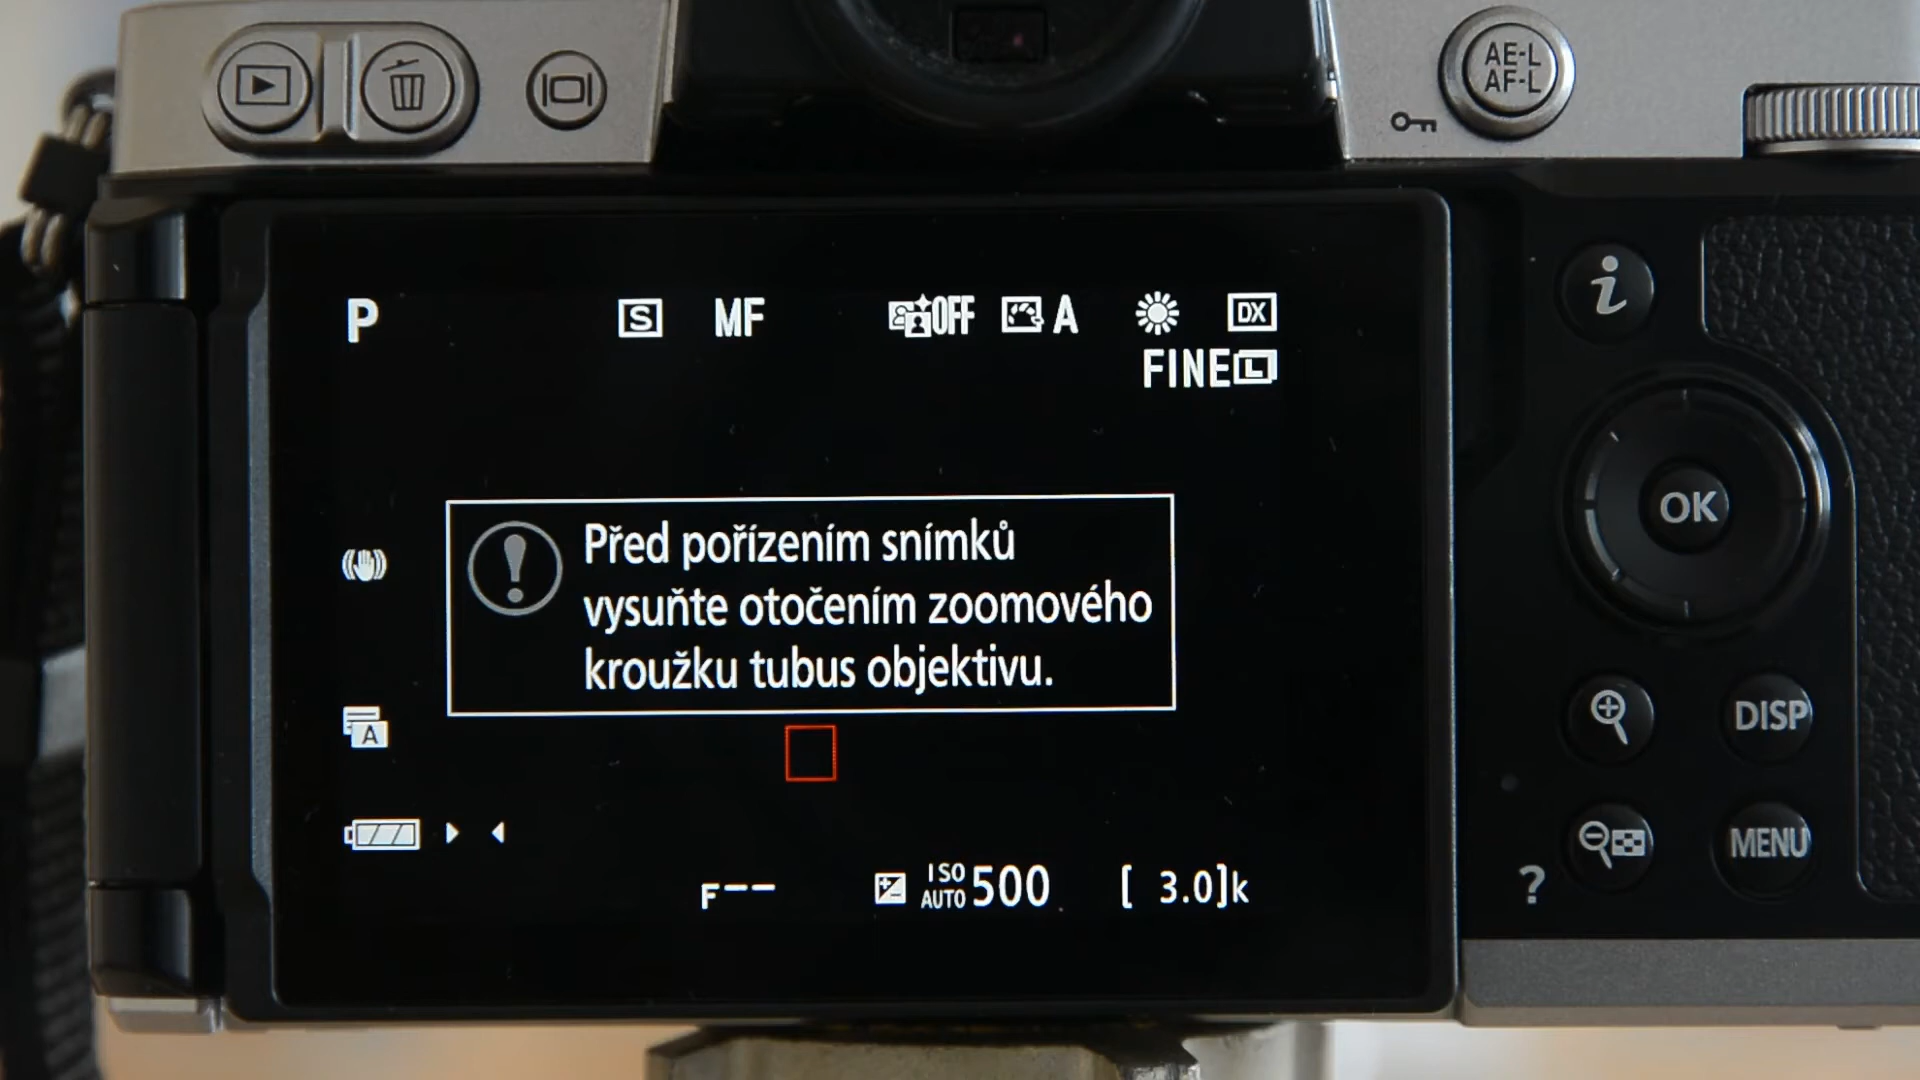 AE-L
AF-L
P S MF OFF A DX
FINE L
i
Před pořízením snímků
vysuňte otočením zoomového
kroužku tubus objektivu.
OK
A
DISP
MENU
?
F-- ISO AUTO 500 [ 3.0]k